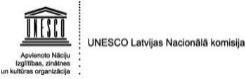 UNESCO
Apvienoto Nāciju
Izglītības, zinātnes
un kultūras organizācija
UNESCO Latvijas Nacionālā komisija